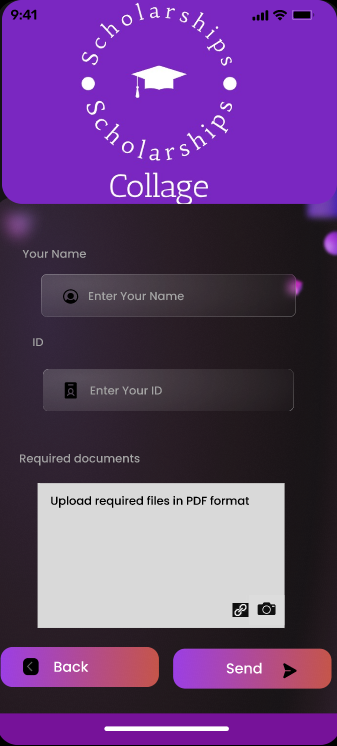 9:41
Scholarships
Scholarships
Collage
Your Name
Enter Your Name
ID
Enter Your ID
Required documents
Upload required files in PDF format
Back
Send